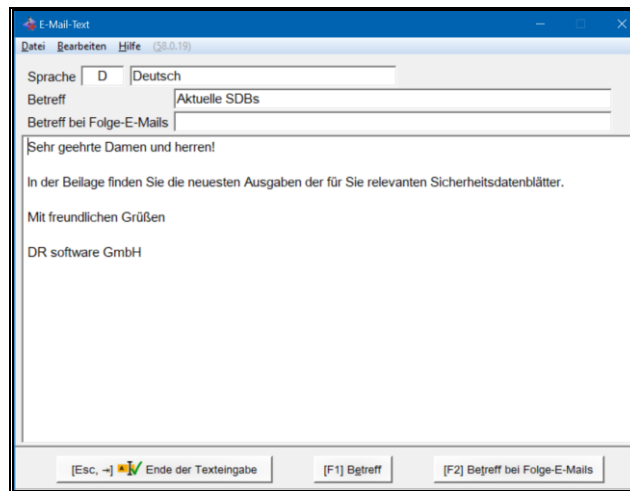 E-Mail-Text
Datei Bearbeiten Hilfe (§8.0.19)
Sprache D Deutsch
Betreff Aktuelle SDBs
Betreff bei Folge-E-Mails
Sehr geehrte Damen und herren!
In der Beilage finden Sie die neuesten Ausgaben der für Sie relevanten Sicherheitsdatenblätter.
Mit freundlichen Grüßen
DR software GmbH
[Esc, →] Ende der Texteingabe [F1] Betreff [F2] Betreff bei Folge-E-Mails